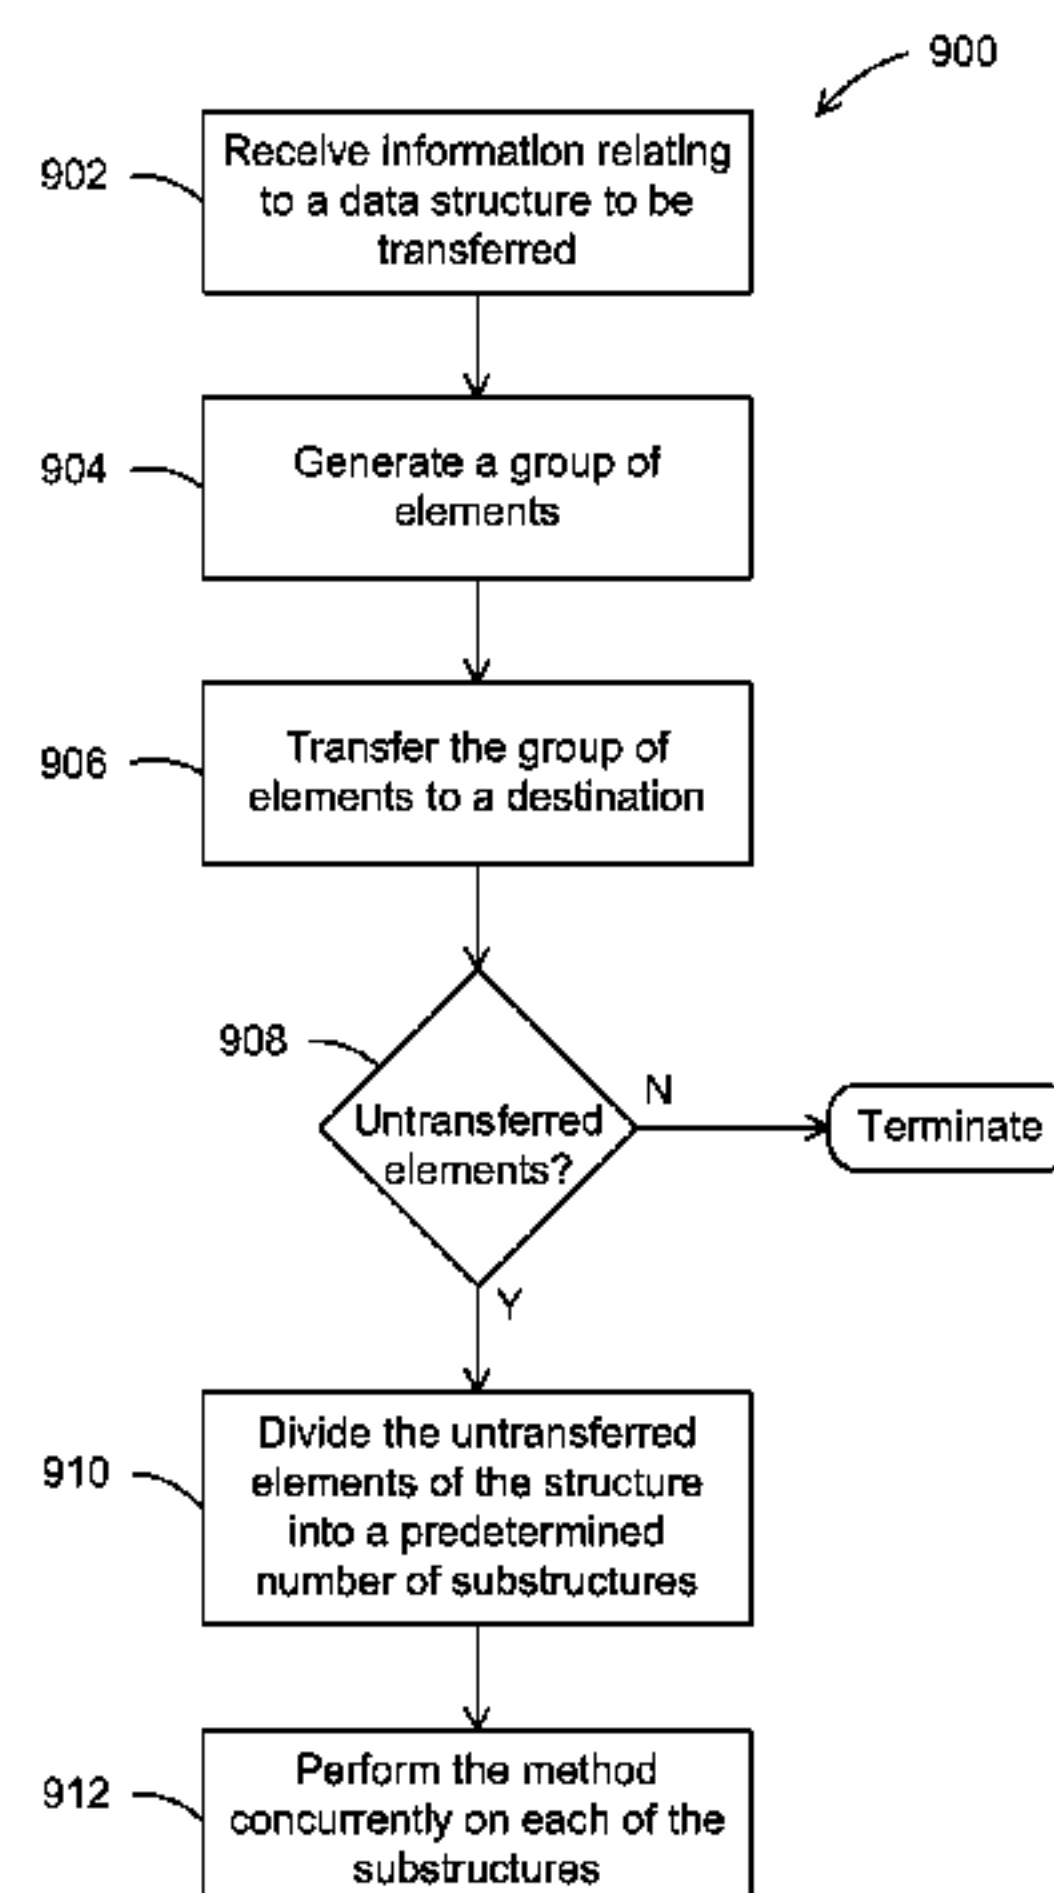 900
902
Receive information relating
to a data structure to be
transferred
904
Generate a group of
elements
906
Transfer the group of
elements to a destination
908
Untransferred
elements?
N
Terminate
Y
910
Divide the untransferred
elements of the structure
into a predetermined
number of substructures
912
Perform the method
concurrently on each of the
substructures